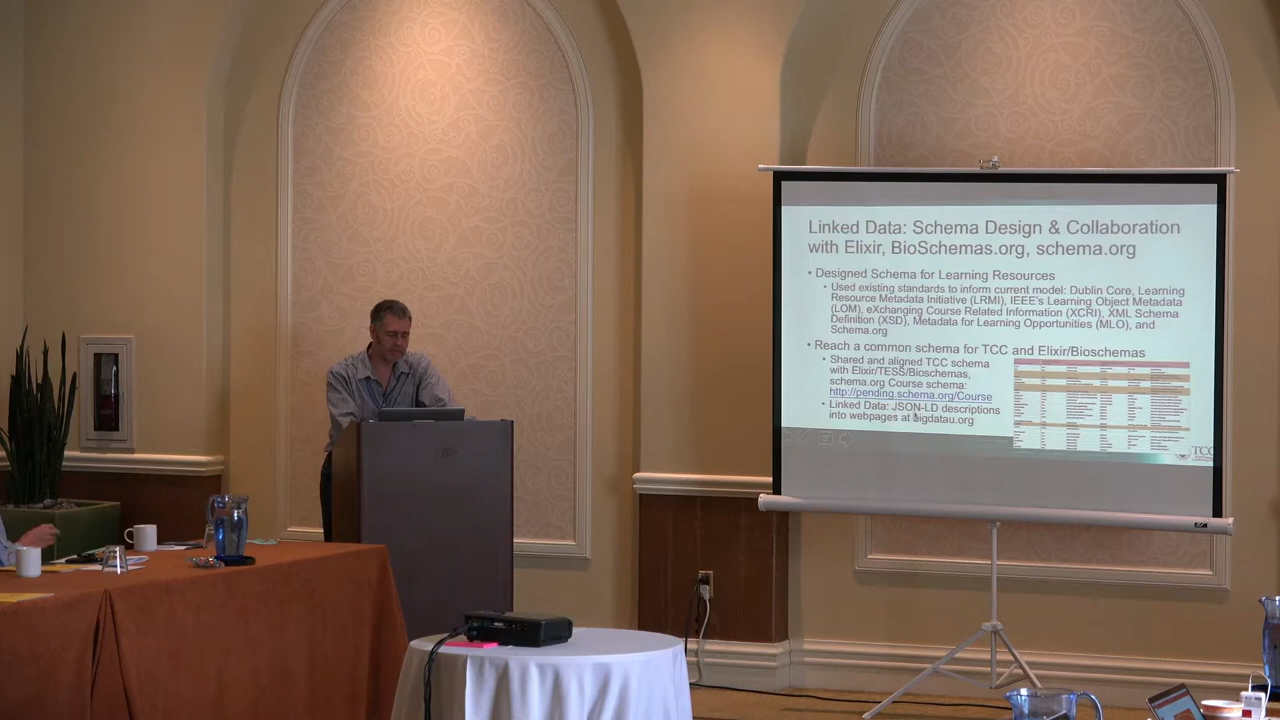 Linked Data: Schema Design & Collaboration
with Elixir, BioSchemas.org, schema.org
• Designed Schema for Learning Resources
• Used existing standards to inform current model: Dublin Core, Learning
Resource Metadata Initiative (LRMI), IEEE's Learning Object Metadata
(LOM), eXchanging Course Related Information (XCRI), XML Schema
Definition (XSD), Metadata for Learning Opportunities (MLO), and
Schema.org
• Reach a common schema for TCC and Elixir/Bioschemas
• Shared and aligned TCC schema
with Elixir/TESS/Bioschemas,
schema.org Course schema:
http://pending.schema.org/Course
• Linked Data: JSON-LD descriptions
into webpages at bigdatau.org
TCC